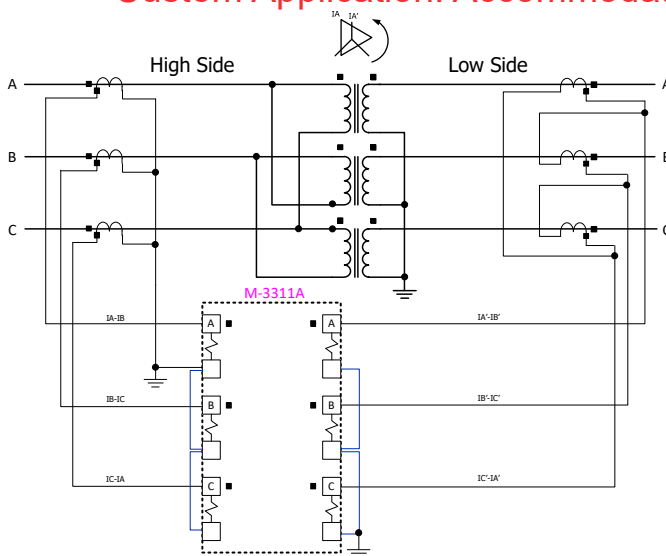 Custom Application: Accommodat
IA IA'
High Side
Low Side
A
A
B
C
M-3311A
IA-IB
A
A
IA'-IB'
IB-IC
B
B
IB'-IC'
IC-IA
C
C
IC'-IA'